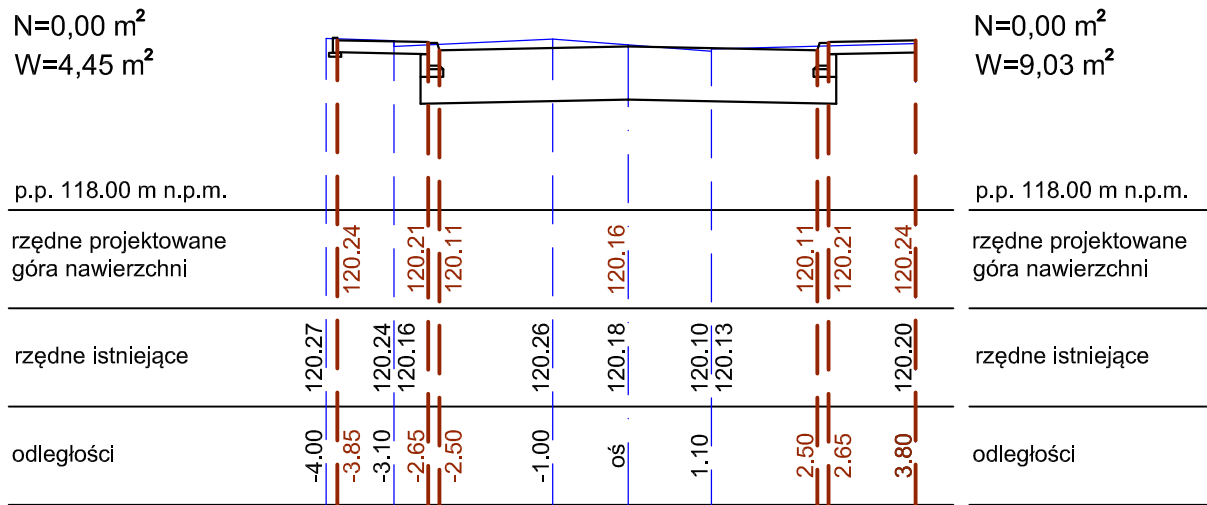 N=0,00 m²
W=4,45 m²
N=0,00 m²
W=9,03 m²
p.p. 118.00 m n.p.m.
p.p. 118.00 m n.p.m.
rzędne projektowane
góra nawierzchni
120.24
120.21
120.11
120.16
120.11
120.21
120.24
rzędne projektowane
góra nawierzchni
rzędne istniejące
120.27
120.24
120.16
120.26
120.18
120.10
120.13
120.20
rzędne istniejące
odległości
-4.00
-3.85
-3.10
-2.65
-2.50
-1.00
oś
1.10
2.50
2.65
3.80
odległości